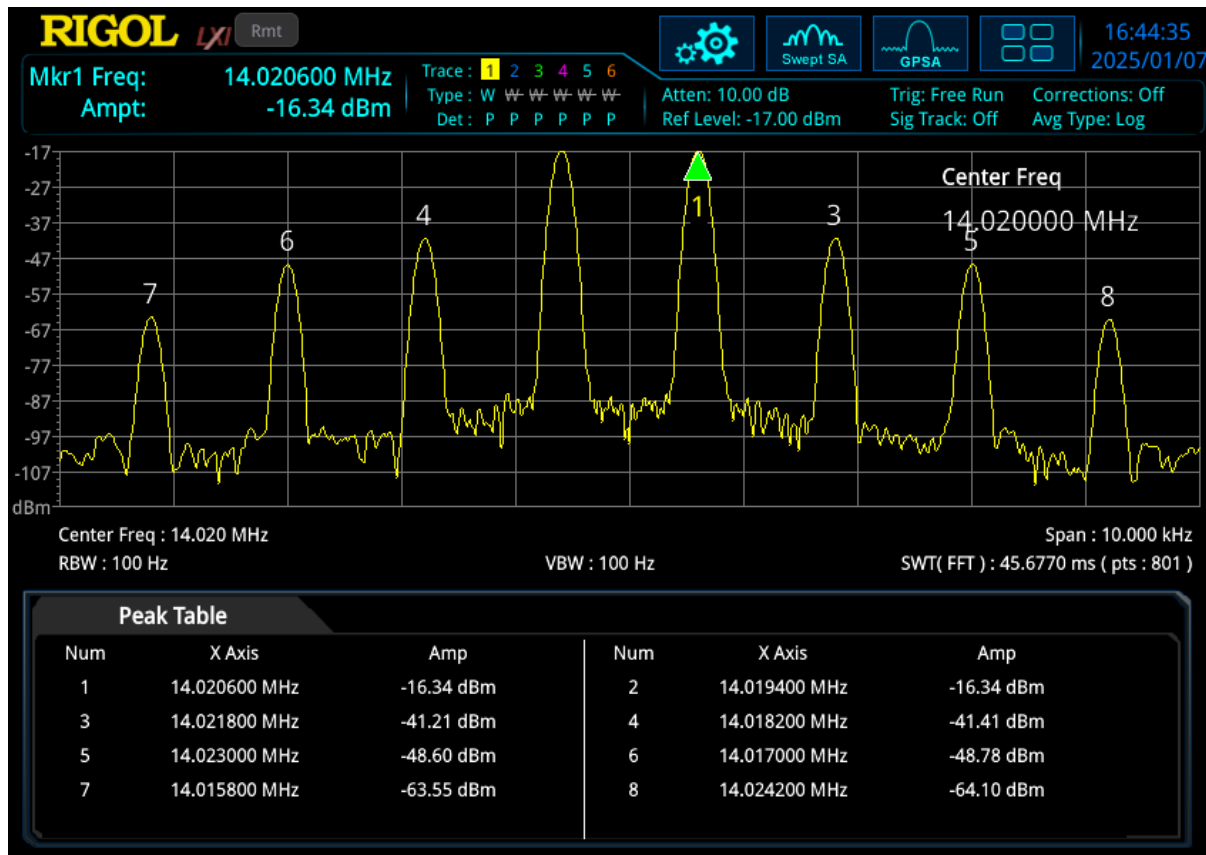 RIGOL LXI Rmt
Swept SA
GPSA
16:44:35
2025/01/07
Mkr1 Freq: 14.020600 MHz
Ampt: -16.34 dBm
Trace : 1 2 3 4 5 6
Type : W W W W W W
Det : P P P P P P
Atten: 10.00 dB
Ref Level: -17.00 dBm
Trig: Free Run
Sig Track: Off
Corrections: Off
Avg Type: Log
-17
-27
-37
-47
-57
-67
-77
-87
-97
-107
dBm
Center Freq
14.020000 MHz
7
6
4
1
3
5
8
Center Freq : 14.020 MHz
Span : 10.000 kHz
RBW : 100 Hz
VBW : 100 Hz
SWT( FFT ) : 45.6770 ms ( pts : 801 )
Peak Table
Num X Axis Amp Num X Axis Amp
1 14.020600 MHz -16.34 dBm 2 14.019400 MHz -16.34 dBm
3 14.021800 MHz -41.21 dBm 4 14.018200 MHz -41.41 dBm
5 14.023000 MHz -48.60 dBm 6 14.017000 MHz -48.78 dBm
7 14.015800 MHz -63.55 dBm 8 14.024200 MHz -64.10 dBm